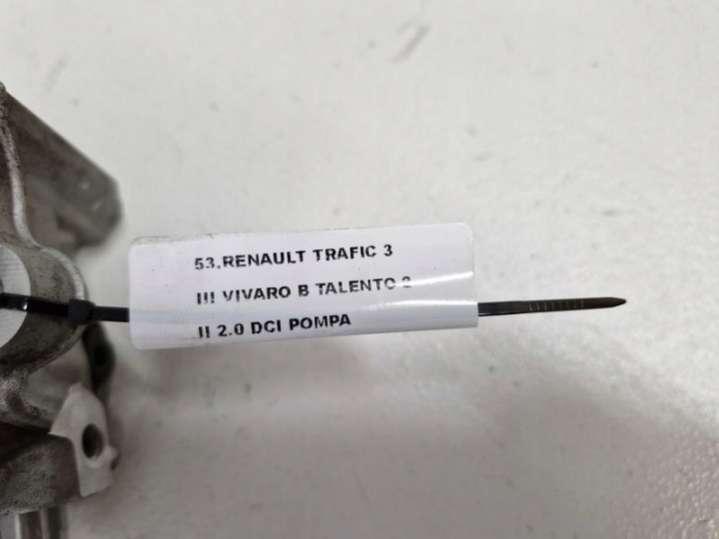 53.RENAULT TRAFIC 3
III VIVARO B TALENTO 2
II 2.0 DCI POMPA